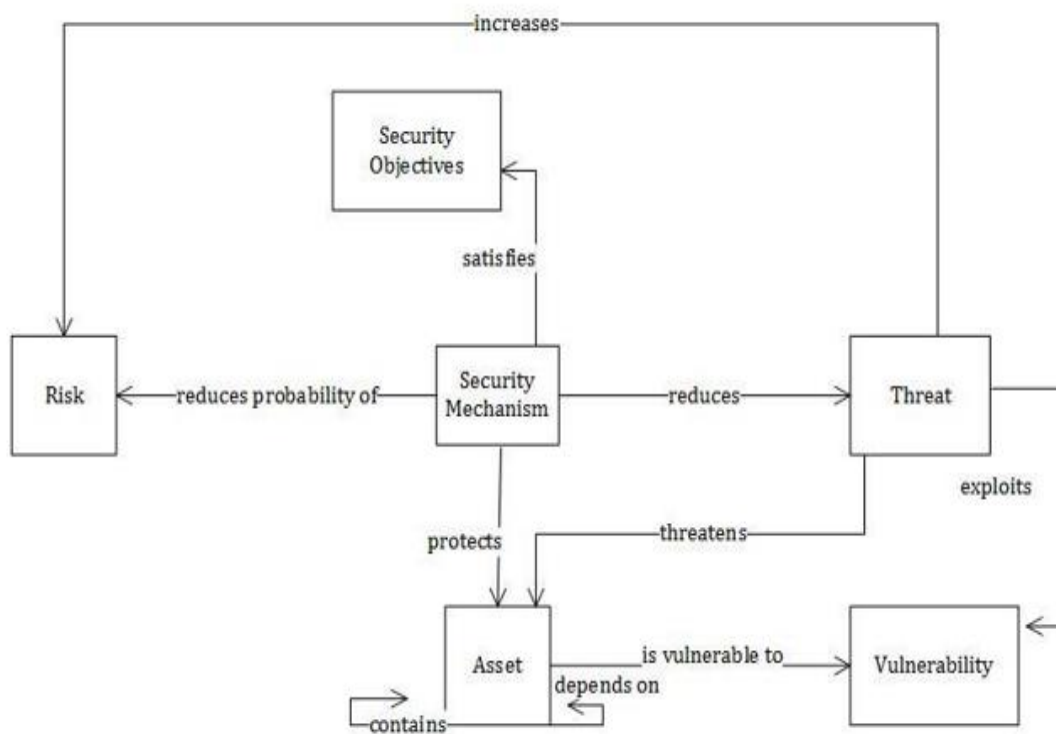 increases
Security
Objectives
satisfies
Risk
reduces probability of
Security
Mechanism
reduces
Threat
exploits
protects
threatens
Asset
is vulnerable to
Vulnerability
depends on
contains